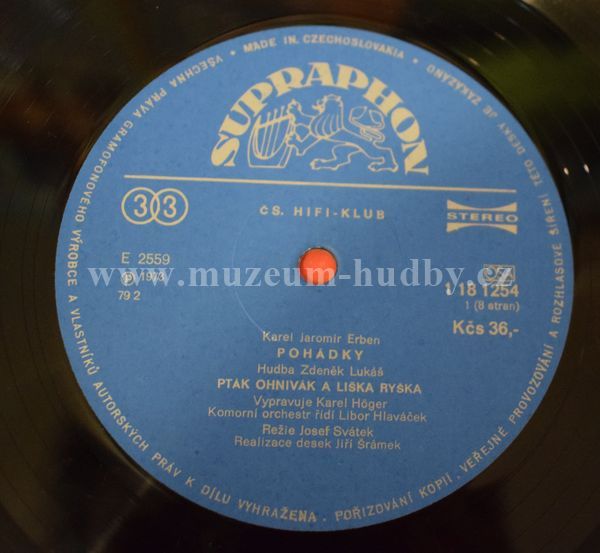 VŠECHNA PRÁVA GRAMOFONOVÉHO VÝROBCE A VLASTNÍKŮ AUTORSKÝCH PRÁV K DÍLU VYHRAŽENA. POŘIZOVÁNÍ KOPIÍ, VEŘEJNÉ PROVOZOVÁNÍ A ROZHLASOVÉ ŠÍŘENÍ TÉTO DESKY JE ZAKÁZÁNO • MADE IN CZECHOSLOVAKIA •
SUPRAPHON
33
ČS. HIFI-KLUB
STEREO
E 2559
℗ 1973
79 2
www.muzeum-hudby.cz
1 18 1254
1 (8 stran)
Kčs 36,-
Karel Jaromír Erben
POHÁDKY
Hudba Zdeněk Lukáš
PTÁK OHNIVÁK A LIŠKA RYŠKA
Vypravuje Karel Höger
Komorní orchestr řídí Libor Hlaváček
Režie Josef Svátek
Realizace desek Jiří Šrámek